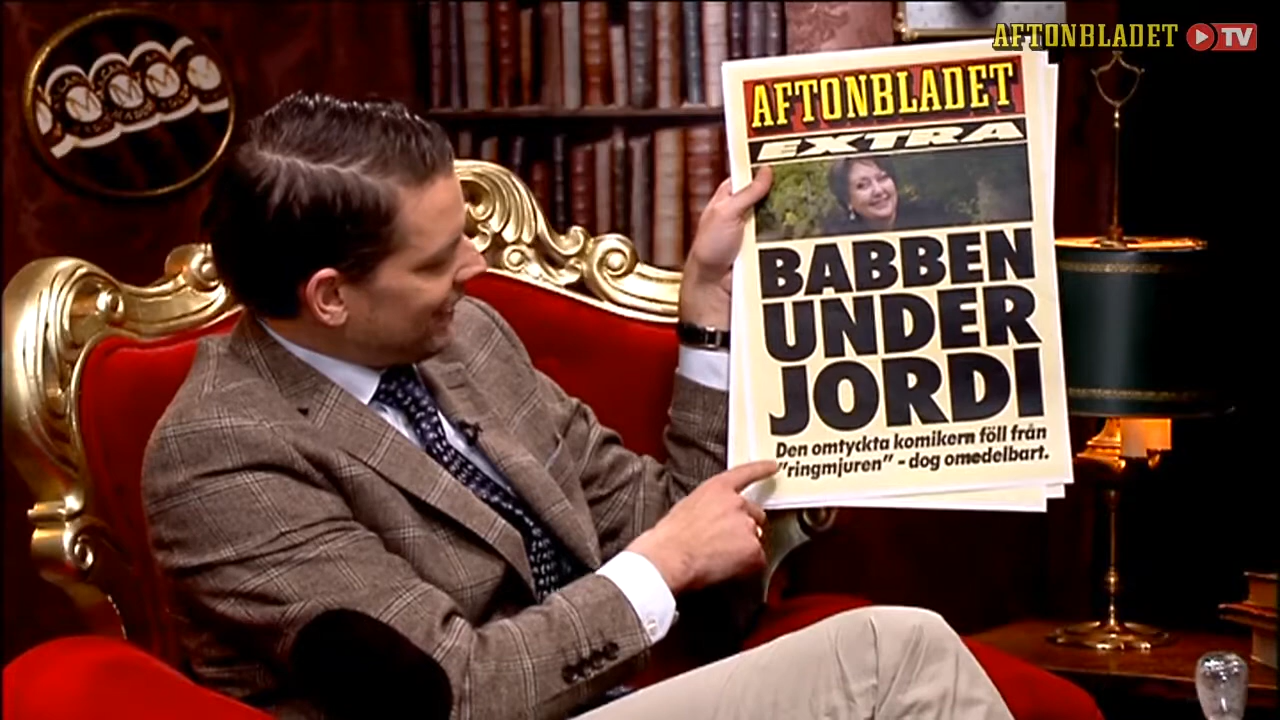 AFTONBLADET TV
AFTONBLADET
EXTRA
BABBEN
UNDER
JORDI
Den omtyckta komikern föll från
"ringmjuren" - dog omedelbart.